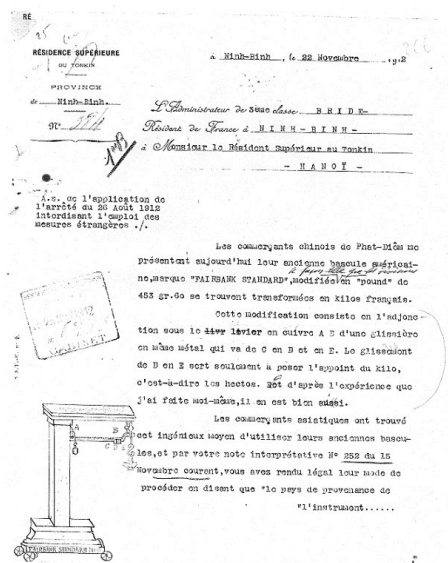 RÉSIDENCE SUPÉRIEURE
DU TONKIN
PROVINCE
de Ninh-Binh.
N°
à Ninh-Binh, le 22 Novembre 1912
L'Administrateur de 3ème classe BRIDE-
Résident de France à NINH-BINH-
à Monsieur le Résident Supérieur au Tonkin
- HANOÏ -
A.s. de l'application de
l'arrêté du 26 Août 1912
interdisant l'emploi des
mesures étrangères ./.
Les commerçants chinois de Phat-Diêm me
présentent aujourd'hui leur ancienne bascule américai-
ne,marque "FAIRBANK STANDARD",modifiée
en "pound" de
453 gr.60 se trouvent transformées en kilos français.
Cette modification consiste en l'adjonc-
tion sous le livr lévier en cuivre A B d'une glissière
en même métal qui va de C en D et en E. Le glissement
de D en E sert seulement à peser l'appoint du kilo,
c'est-à-dire les hectos. Et d'après l'expérience que
j'ai faite moi-même,il en est bien aussi.
Les commerçants asiatiques ont trouvé
cet ingénieux moyen d'utiliser leurs anciennes bascu-
les,et par votre note interprétative N° 252 du 15
Novembre courant,vous avez rendu légal leur mode de
procéder en disant que "le pays de provenance de
"l'instrument......
CABINET
A
B
C
FAIRBANK STANDARD